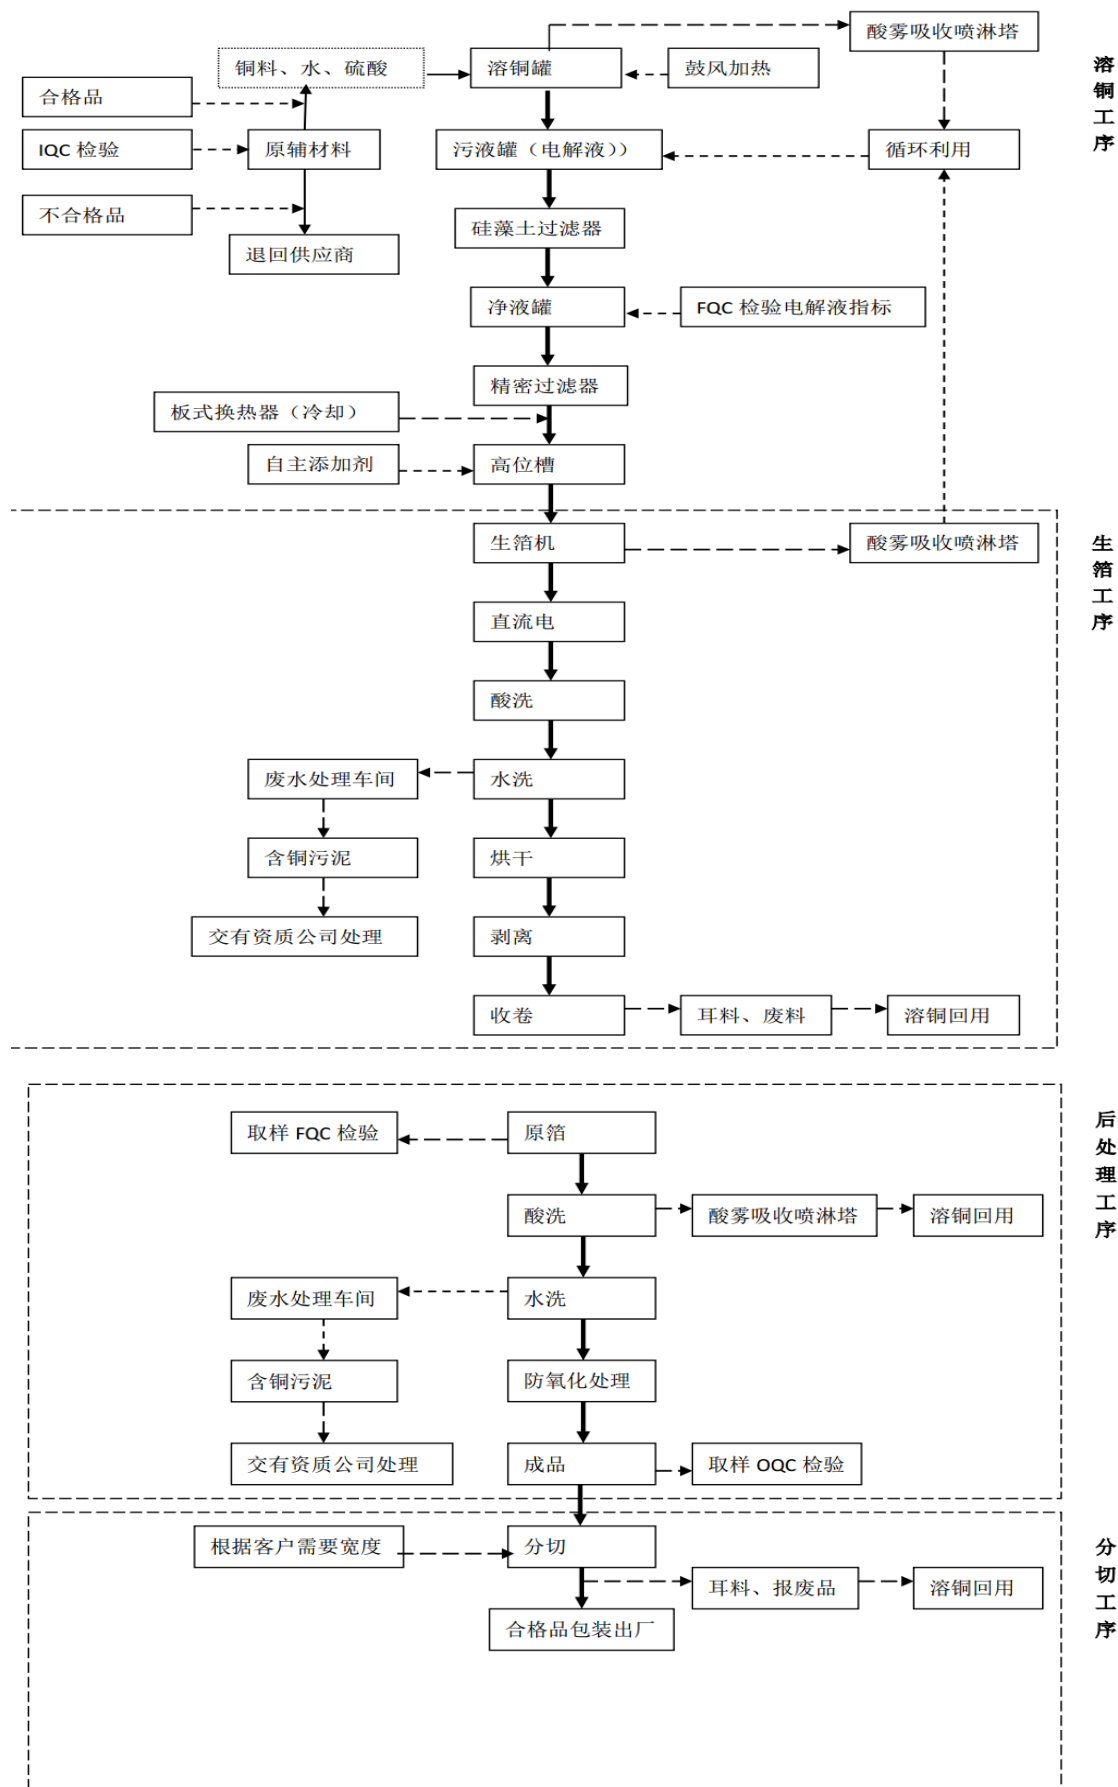 酸雾吸收喷淋塔
铜料、水、硫酸
溶铜罐
鼓风加热
合格品
IQC 检验
原辅材料
污液罐（电解液））
循环利用
不合格品
硅藻土过滤器
退回供应商
净液罐
FQC 检验电解液指标
精密过滤器
板式换热器（冷却）
自主添加剂
高位槽
溶铜工序
生箔机
酸雾吸收喷淋塔
直流电
酸洗
废水处理车间
水洗
含铜污泥
烘干
交有资质公司处理
剥离
收卷
耳料、废料
溶铜回用
生箔工序
取样 FQC 检验
原箔
酸洗
酸雾吸收喷淋塔
溶铜回用
废水处理车间
水洗
含铜污泥
防氧化处理
交有资质公司处理
成品
取样 OQC 检验
后处理工序
根据客户需要宽度
分切
耳料、报废品
溶铜回用
合格品包装出厂
分切工序